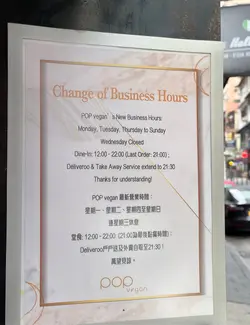 Change of Business Hours
POP vegan's New Business Hours
Monday, Tuesday, Thursday to Sunday
Wednesday Closed
Dine-In: 12:00 - 22:00 (Last Order: 21:00) ;
Deliveroo & Take Away Service extend to 21:30
Thanks for understanding!
POP vegan 最新營業時間:
星期一、星期二、星期四至星期日
逢星期三休息
堂食: 12:00 - 22:00 (21:00為最後點餐時間) ;
Deliveroo戶戶送及外賣自取至21:30 !
萬望見諒。
pop
vegan